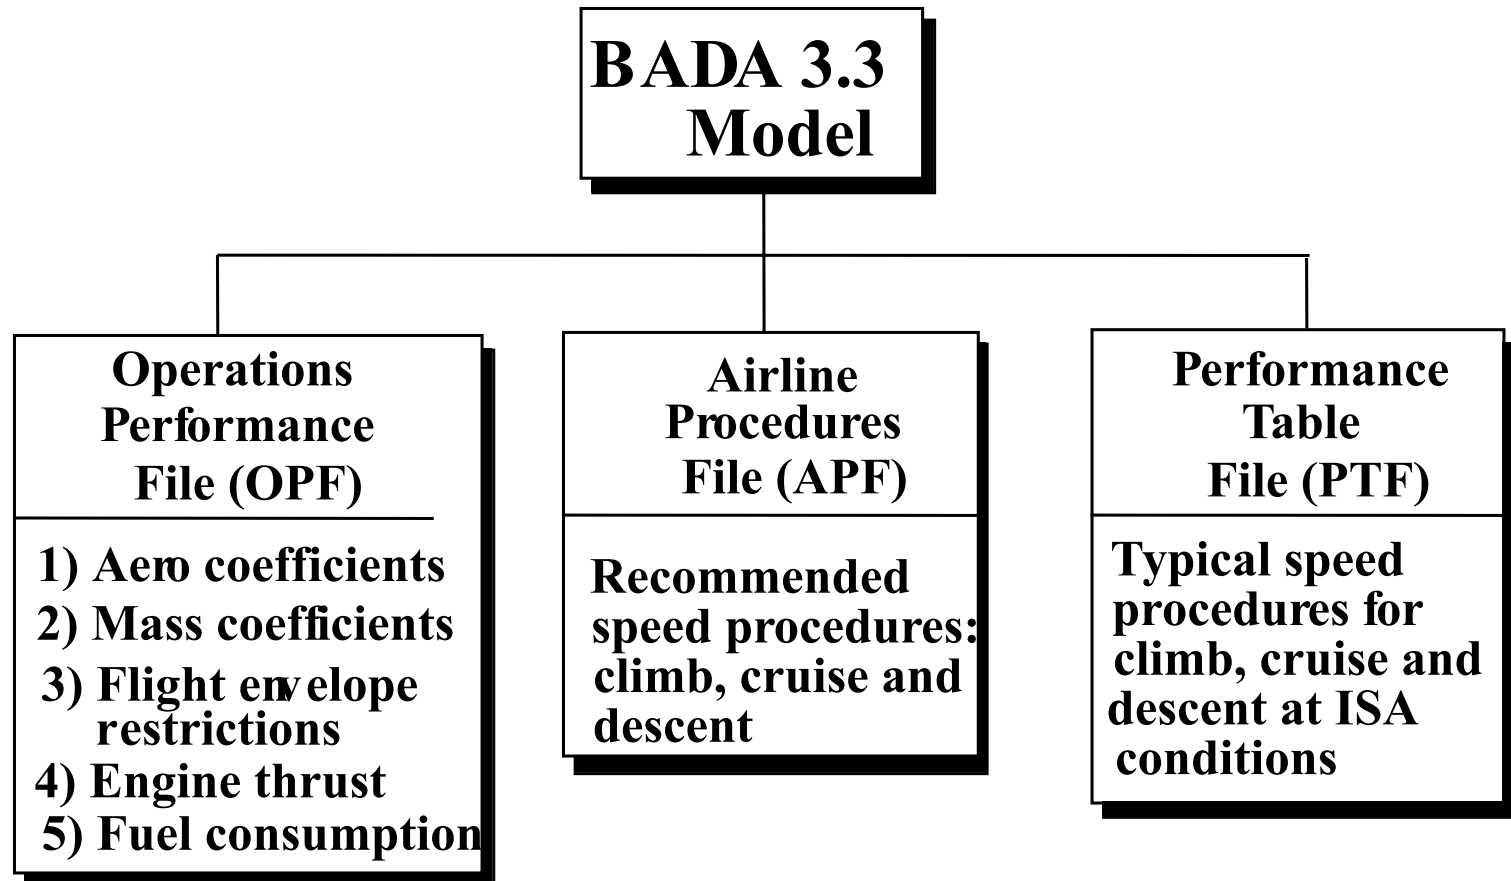 BADA 3.3
Model
Operations
Performance
File (OPF)
1) Aero coefficients
2) Mass coefficients
3) Flight envelope
restrictions
4) Engine thrust
5) Fuel consumption
Airline
Procedures
File (APF)
Recommended
speed procedures:
climb, cruise and
descent
Performance
Table
File (PTF)
Typical speed
procedures for
climb, cruise and
descent at ISA
conditions